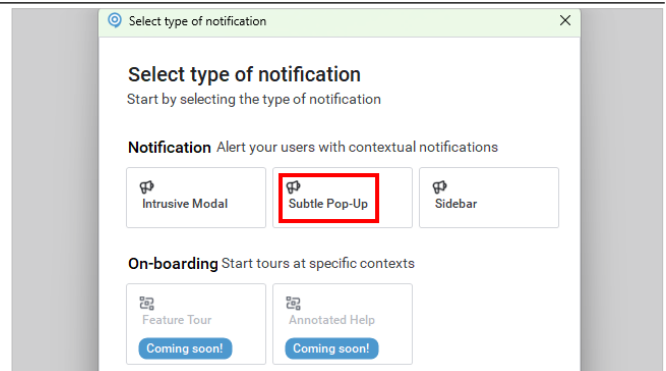 Select type of notification
Select type of notification
Start by selecting the type of notification
Notification Alert your users with contextual notifications
Intrusive Modal
Subtle Pop-Up
Sidebar
On-boarding Start tours at specific contexts
Feature Tour
Annotated Help
Coming soon!
Coming soon!